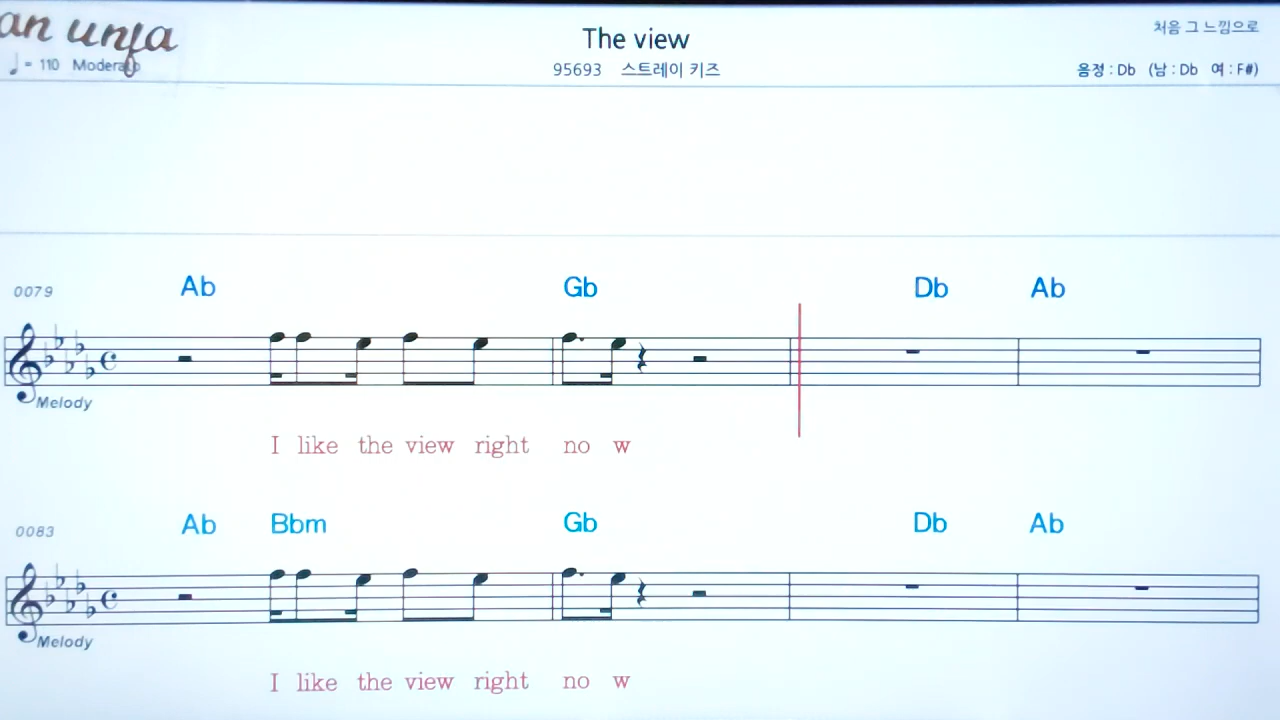 an unfa
♩ = 110 Moderato
The view
95693 스트레이 키즈
처음 그 느낌으로
음정 : Db (남 : Db 여 : F#)
0079 Ab Gb Db Ab
Melody
I like the view right no w
0083 Ab Bbm Gb Db Ab
Melody
I like the view right no w